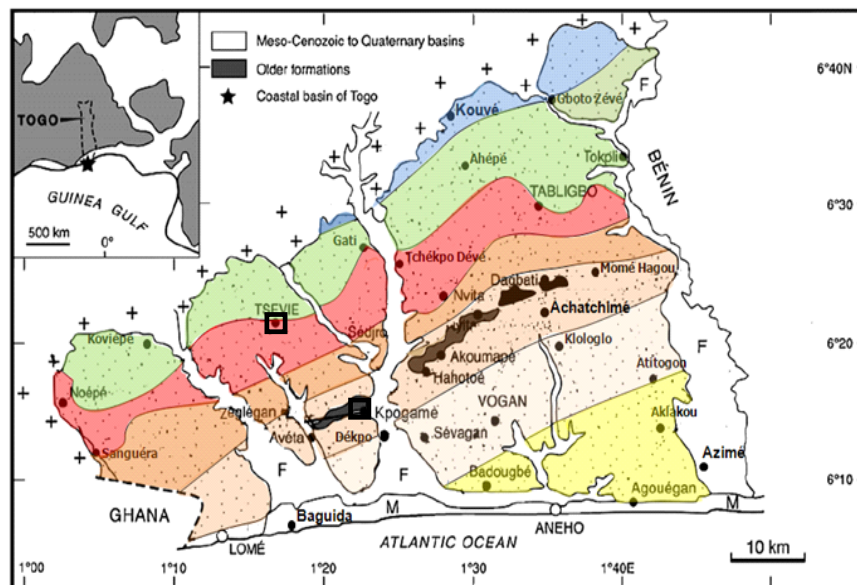 Meso-Cenozoic to Quaternary basins
Older formations
Coastal basin of Togo
TOGO
GUINEA GULF
500 km
0°
6°40N
6°30
6°20
6°10
Gboto Zévé
F
Kouvé
Ahépé
Tokpli
BÉNIN
TABLIGBO
Gati
Tchékpo Dévé
Momé Hagou
Dagbati
Nvita
Achatchimé
TSEVIE
Sédjro
Koviépé
Akoumapé
Klologlo
Hahotoé
Atitogon
F
Noépé
Zéglégan
Kpogamé
VOGAN
Aklakou
Avéta
Dékpo
Sévagan
Sanguéra
Azimé
F
F
Badougbé
Agouégan
GHANA
M
M
Baguida
LOMÉ
ANEHO
ATLANTIC OCEAN
10 km
1°00
1°10
1°20
1°30
1°40